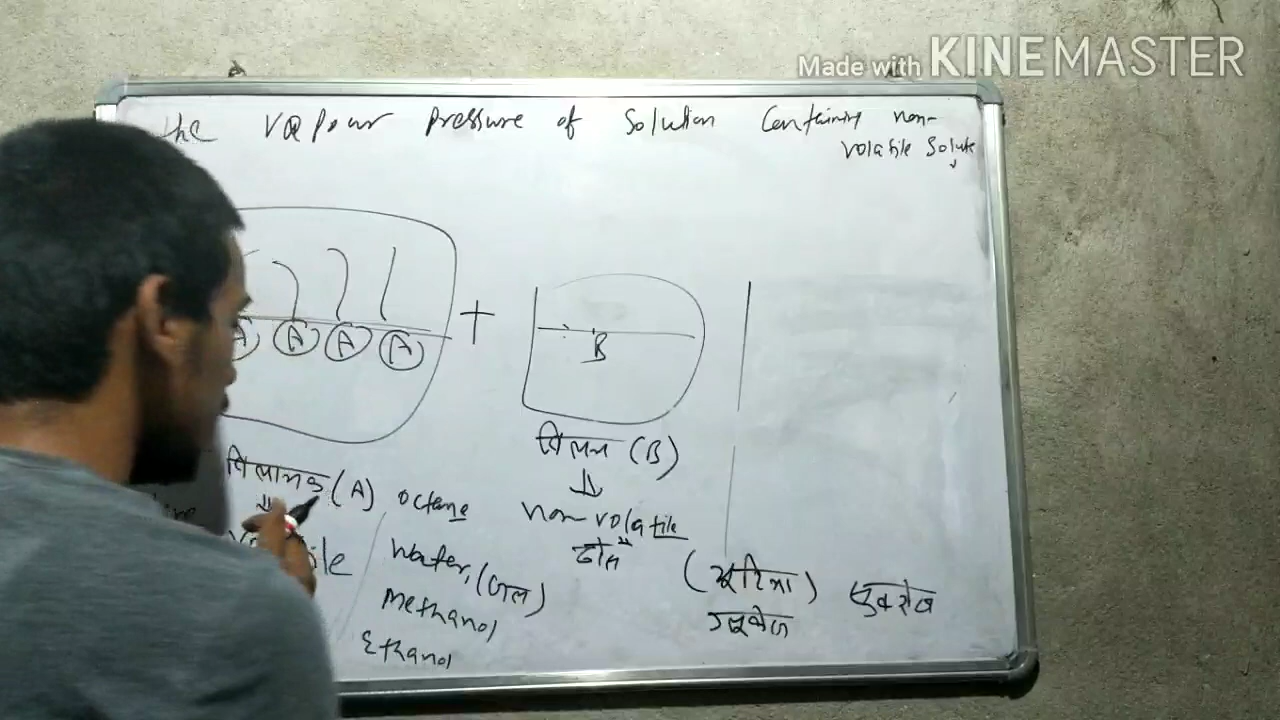 Made with KINEMASTER
the Vapour pressure of Solution Containing non-
volatile Solute
A A A A
+
B
विलायक (A)
octane
Water, (जल)
Methanol
Ethanol
विलेय (B)
non volatile
ठोस
(यूरिया)
ग्लूकोज
सुक्रोज